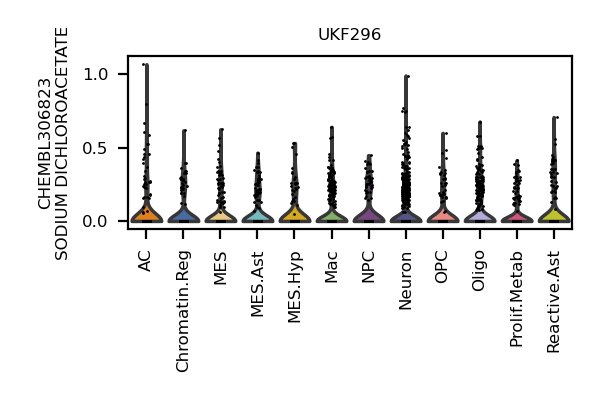 UKF296
CHEMBL306823
SODIUM DICHLOROACETATE
1.0
0.5
0.0
AC
Chromatin.Reg
MES
MES.Ast
MES.Hyp
Mac
NPC
Neuron
OPC
Oligo
Prolif.Metab
Reactive.Ast